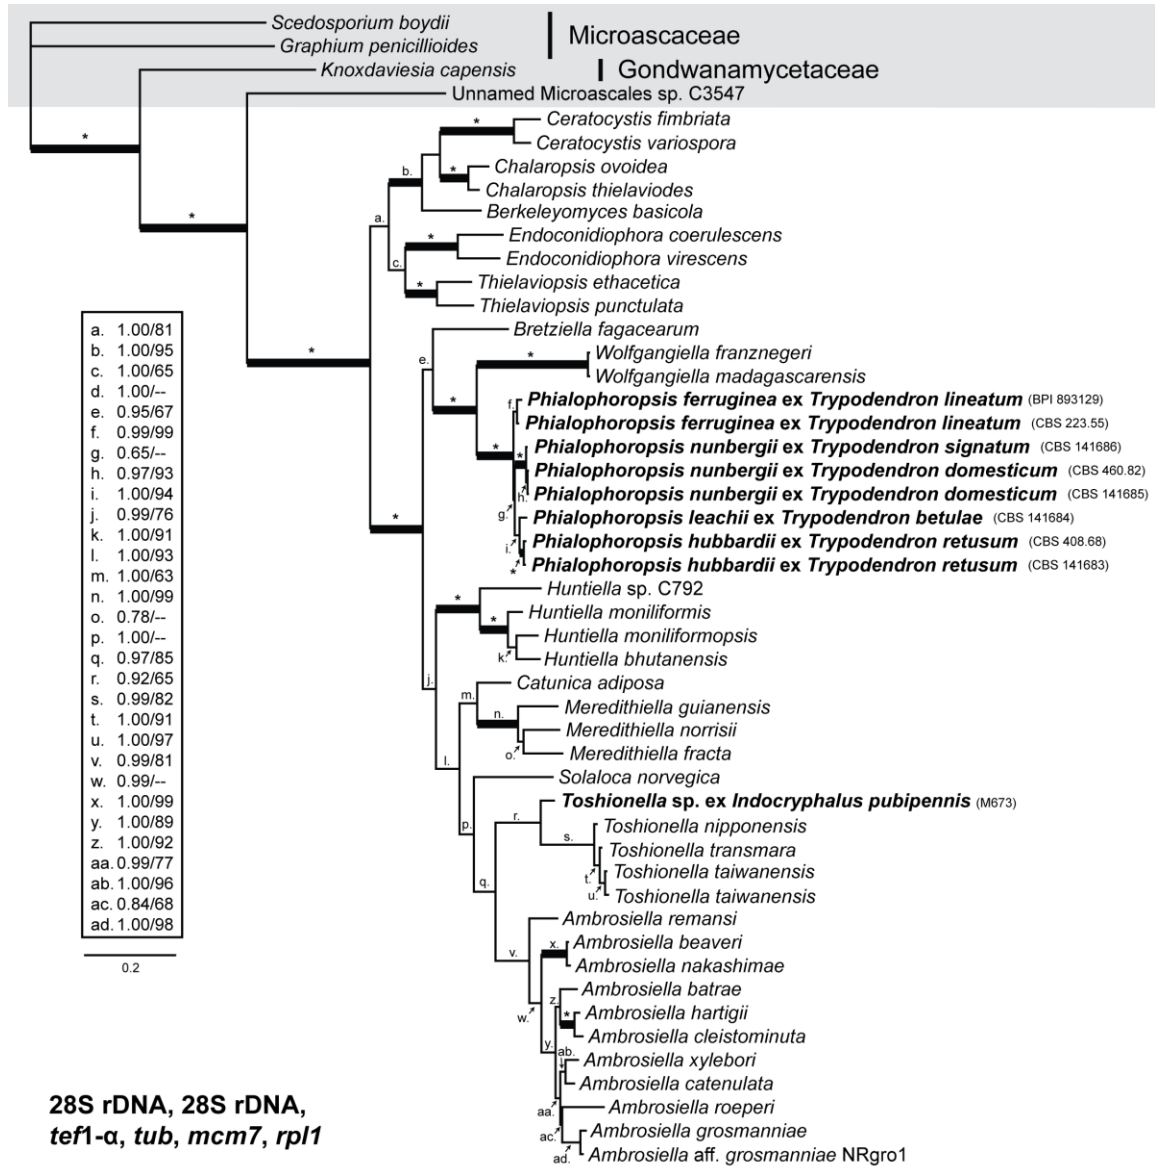 Scedosporium boydii
Graphium penicillioides
Microascaceae
Knoxdaviesia capensis
Gondwanamycetaceae
Unnamed Microascales sp. C3547
*
Ceratocystis fimbriata
*
Ceratocystis variospora
Chalaropsis ovoidea
b.
*
Chalaropsis thielaviodes
*
a.
Berkeleyomyces basicola
Endoconidiophora coerulescens
*
Endoconidiophora virescens
c.
Thielaviopsis ethacetica
*
Thielaviopsis punctulata
Bretziella fagacearum
*
e.
Wolfgangiella franznegeri
*
Wolfgangiella madagascarensis
Phialophoropsis ferruginea ex Trypodendron lineatum (BPI 893129)
*
f.
Phialophoropsis ferruginea ex Trypodendron lineatum (CBS 223.55)
Phialophoropsis nunbergii ex Trypodendron signatum (CBS 141686)
*
*
Phialophoropsis nunbergii ex Trypodendron domesticum (CBS 460.82)
h.
Phialophoropsis nunbergii ex Trypodendron domesticum (CBS 141685)
g.
Phialophoropsis leachii ex Trypodendron betulae (CBS 141684)
*
i.
Phialophoropsis hubbardii ex Trypodendron retusum (CBS 408.68)
*
Phialophoropsis hubbardii ex Trypodendron retusum (CBS 141683)
Huntiella sp. C792
*
Huntiella moniliformis
*
Huntiella moniliformopsis
k.
Huntiella bhutanensis
j.
Catunica adiposa
m.
Meredithiella guianensis
n.
Meredithiella norrisii
o.
Meredithiella fracta
l.
Solaloca norvegica
Toshionella sp. ex Indocryphalus pubipennis (M673)
r.
p.
Toshionella nipponensis
s.
Toshionella transmara
t.
Toshionella taiwanensis
q.
u.
Toshionella taiwanensis
Ambrosiella remansi
x.
Ambrosiella beaveri
v.
Ambrosiella nakashimae
Ambrosiella batrae
z.
w.
Ambrosiella hartigii
*
Ambrosiella cleistominuta
y.
ab.
Ambrosiella xylebori
Ambrosiella catenulata
aa.
Ambrosiella roeperi
ac.
Ambrosiella grosmanniae
ad.
Ambrosiella aff. grosmanniae NRgro1
a. 1.00/81
b. 1.00/95
c. 1.00/65
d. 1.00/--
e. 0.95/67
f. 0.99/99
g. 0.65/--
h. 0.97/93
i. 1.00/94
j. 0.99/76
k. 1.00/91
l. 1.00/93
m. 1.00/63
n. 1.00/99
o. 0.78/--
p. 1.00/--
q. 0.97/85
r. 0.92/65
s. 0.99/82
t. 1.00/91
u. 1.00/97
v. 0.99/81
w. 0.99/--
x. 1.00/99
y. 1.00/89
z. 1.00/92
aa. 0.99/77
ab. 1.00/96
ac. 0.84/68
ad. 1.00/98
0.2
28S rDNA, 28S rDNA,
tef1-α, tub, mcm7, rpl1